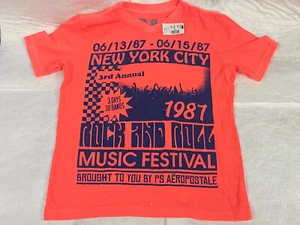 06/13/87 - 06/15/87
NEW YORK CITY
3rd Annual
3 DAYS
30 BANDS
1987
ROCK AND ROLL
MUSIC FESTIVAL
BROUGHT TO YOU BY PS AÉROPOSTALE